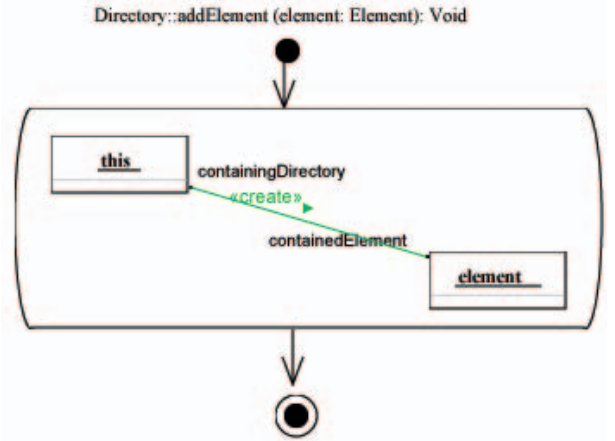 Directory::addElement (element: Element): Void
this
containingDirectory
«create»
containedElement
element